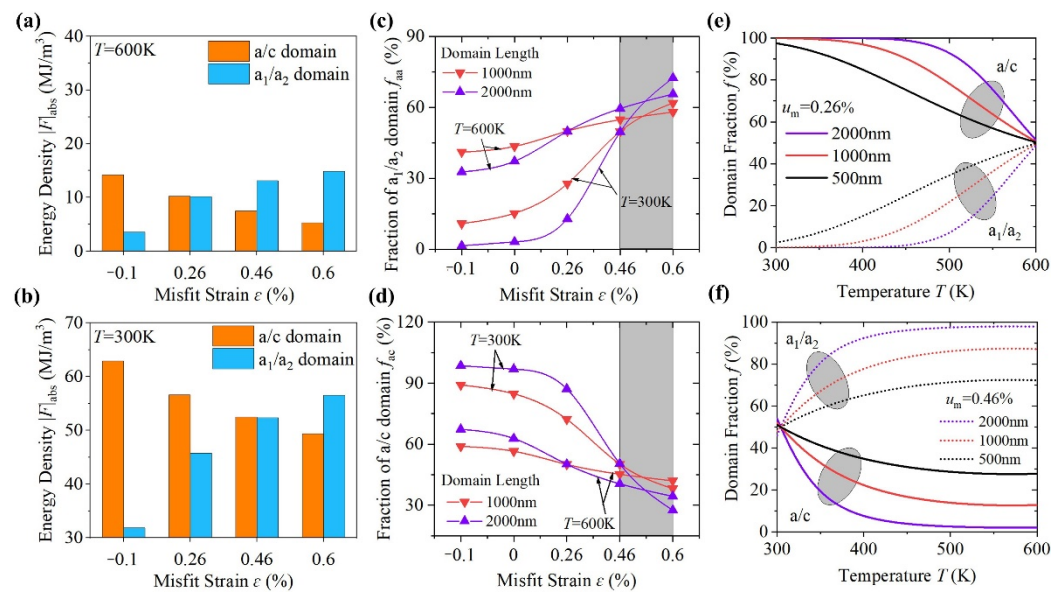 (a)
T=600K
a/c domain
a₁/a₂ domain
Energy Density |F|abs (MJ/m³)
40
30
20
10
0
−0.1
0.26
0.46
0.6
Misfit Strain ε (%)
(b)
T=300K
a/c domain
a₁/a₂ domain
Energy Density |F|abs (MJ/m³)
70
60
50
40
30
−0.1
0.26
0.46
0.6
Misfit Strain ε (%)
(c)
Domain Length
1000nm
2000nm
T=600K
T=300K
Fraction of a₁/a₂ domain faa (%)
90
60
30
0
−0.1
0
0.26
0.46
0.6
Misfit Strain ε (%)
(d)
T=300K
Domain Length
1000nm
2000nm
T=600K
Fraction of a/c domain fac (%)
120
90
60
30
−0.1
0
0.26
0.46
0.6
Misfit Strain ε (%)
(e)
a/c
um=0.26%
2000nm
1000nm
500nm
a₁/a₂
Domain Fraction f (%)
100
80
60
40
20
0
300
400
500
600
Temperature T (K)
(f)
a₁/a₂
um=0.46%
2000nm
1000nm
500nm
a/c
Domain Fraction f (%)
100
80
60
40
20
0
300
400
500
600
Temperature T (K)